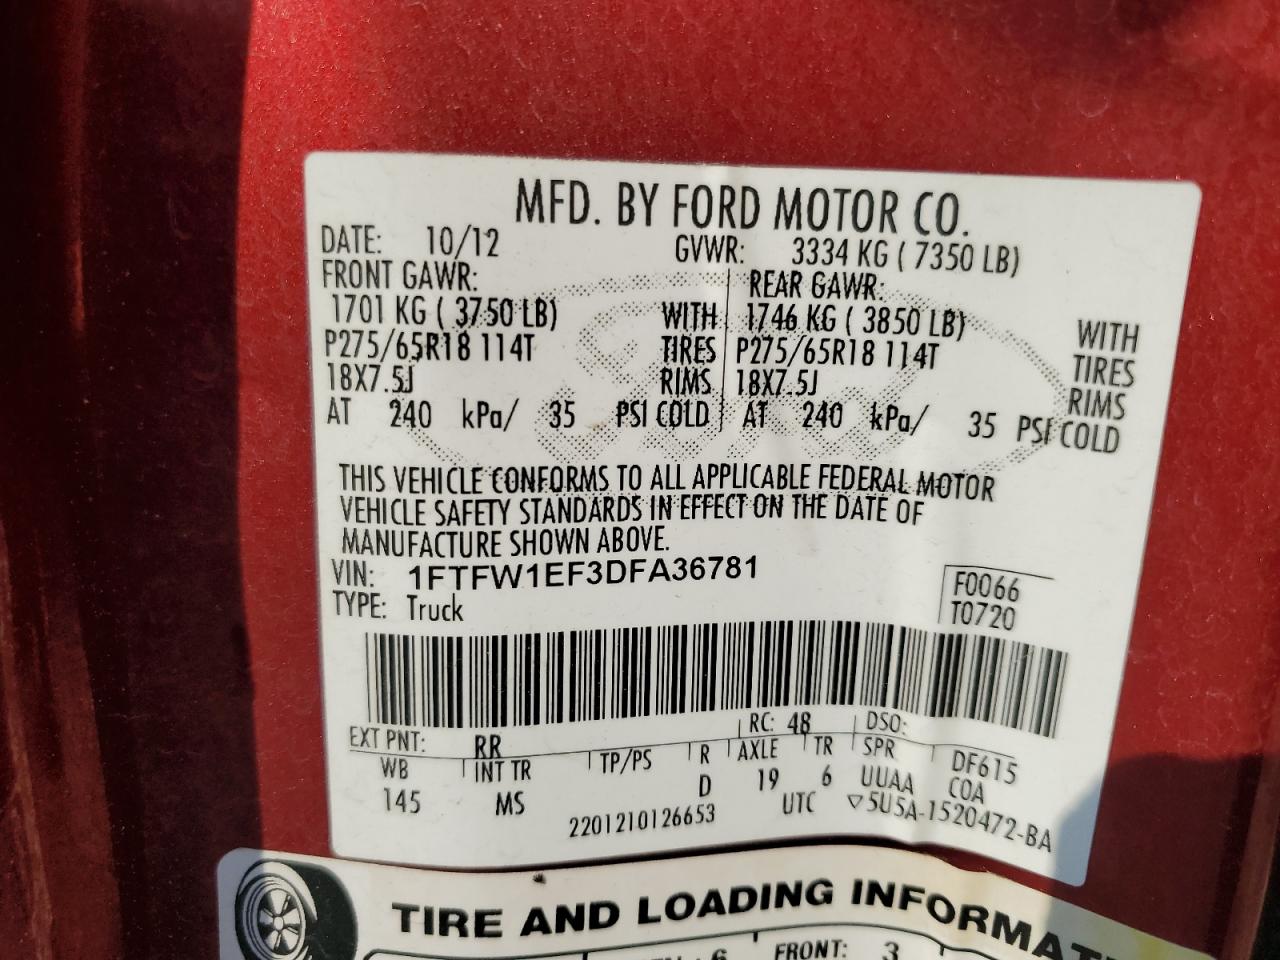 MFD. BY FORD MOTOR CO.
DATE: 10/12 GVWR: 3334 KG ( 7350 LB)
FRONT GAWR: REAR GAWR:
1701 KG ( 3750 LB) WITH 1746 KG ( 3850 LB) WITH
P275/65R18 114T TIRES P275/65R18 114T TIRES
18X7.5J RIMS 18X7.5J RIMS
AT 240 kPa/ 35 PSI COLD AT 240 kPa/ 35 PSI COLD
THIS VEHICLE CONFORMS TO ALL APPLICABLE FEDERAL MOTOR
VEHICLE SAFETY STANDARDS IN EFFECT ON THE DATE OF
MANUFACTURE SHOWN ABOVE.
VIN: 1FTFW1EF3DFA36781 F0066
TYPE: Truck T0720
EXT PNT: RR RC: 48 DSO:
WB INT TR TP/PS R AXLE TR SPR DF615
145 MS D 19 6 UUAA COA
2201210126653 UTC ▽5U5A-1520472-BA
TIRE AND LOADING INFORMAT
6 FRONT: 3